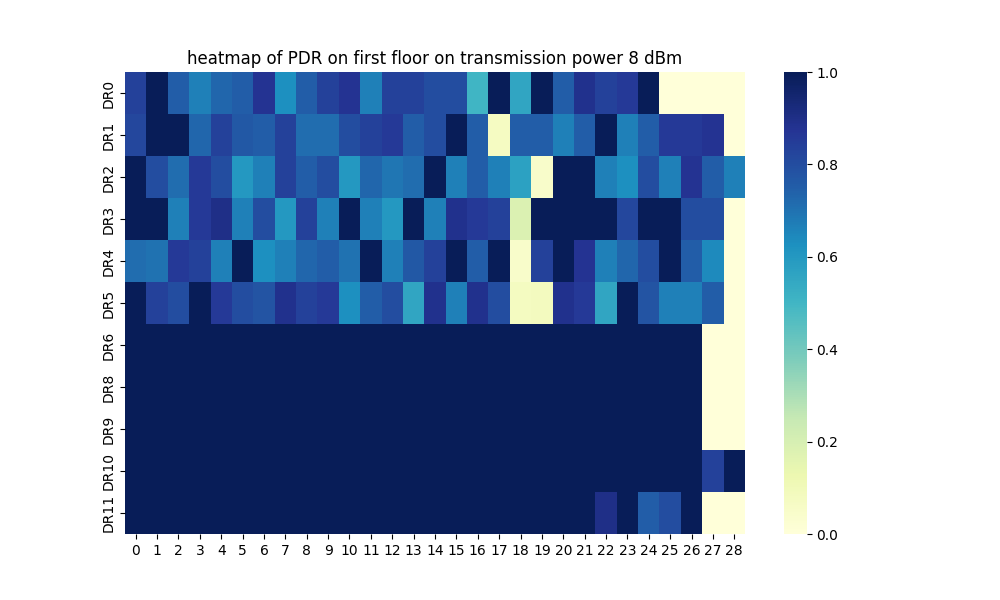 heatmap of PDR on first floor on transmission power 8 dBm
DR0
DR1
DR2
DR3
DR4
DR5
DR6
DR8
DR9
DR10
DR11
0 1 2 3 4 5 6 7 8 9 10 11 12 13 14 15 16 17 18 19 20 21 22 23 24 25 26 27 28
1.0
0.8
0.6
0.4
0.2
0.0